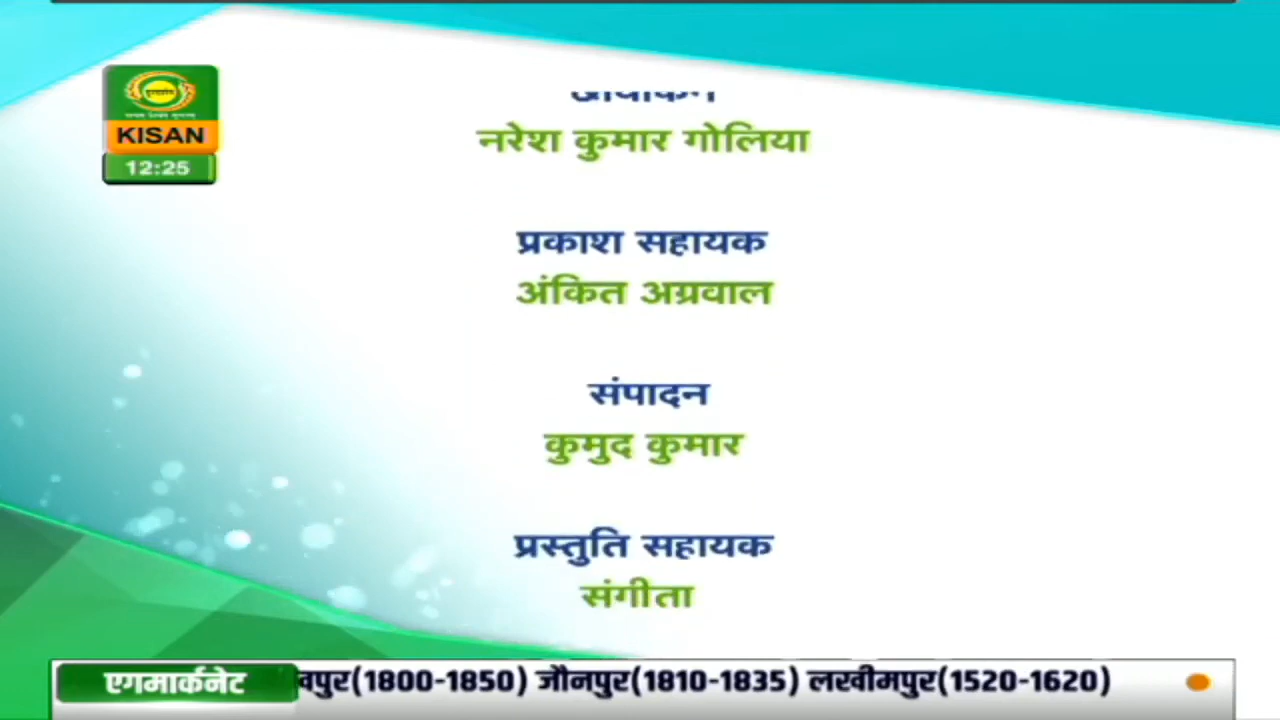 KISAN
12:25
नरेश कुमार गोलिया
प्रकाश सहायक
अंकित अग्रवाल
संपादन
कुमुद कुमार
प्रस्तुति सहायक
संगीता
एगमार्कनेट
(1800-1850) जौनपुर(1810-1835) लखीमपुर(1520-1620)